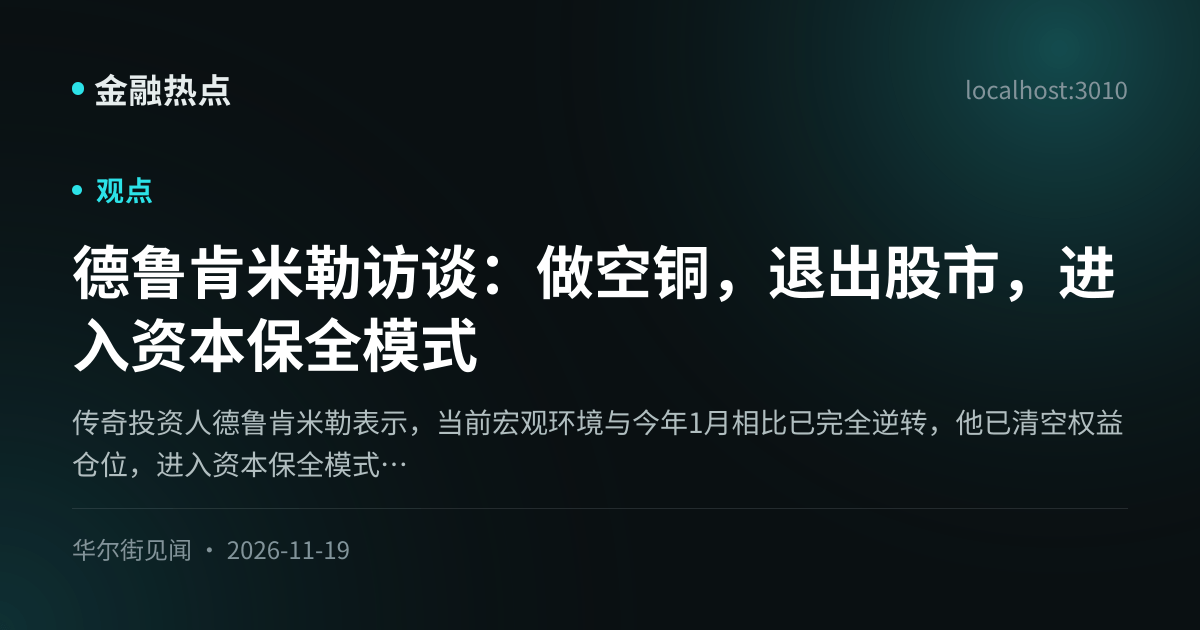 金融热点
localhost:3010
观点
德鲁肯米勒访谈：做空铜，退出股市，进
入资本保全模式
传奇投资人德鲁肯米勒表示，当前宏观环境与今年1月相比已完全逆转，他已清空权益
仓位，进入资本保全模式…
华尔街见闻 · 2026-11-19